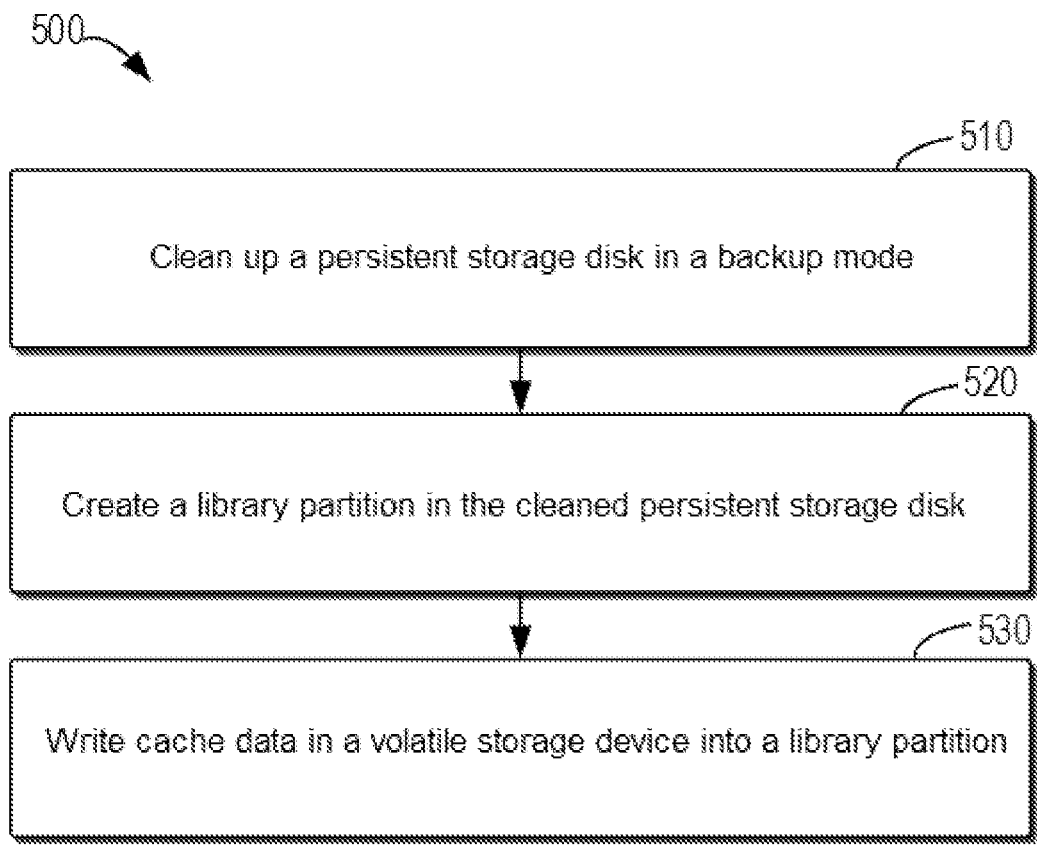 500
510
Clean up a persistent storage disk in a backup mode
520
Create a library partition in the cleaned persistent storage disk
530
Write cache data in a volatile storage device into a library partition